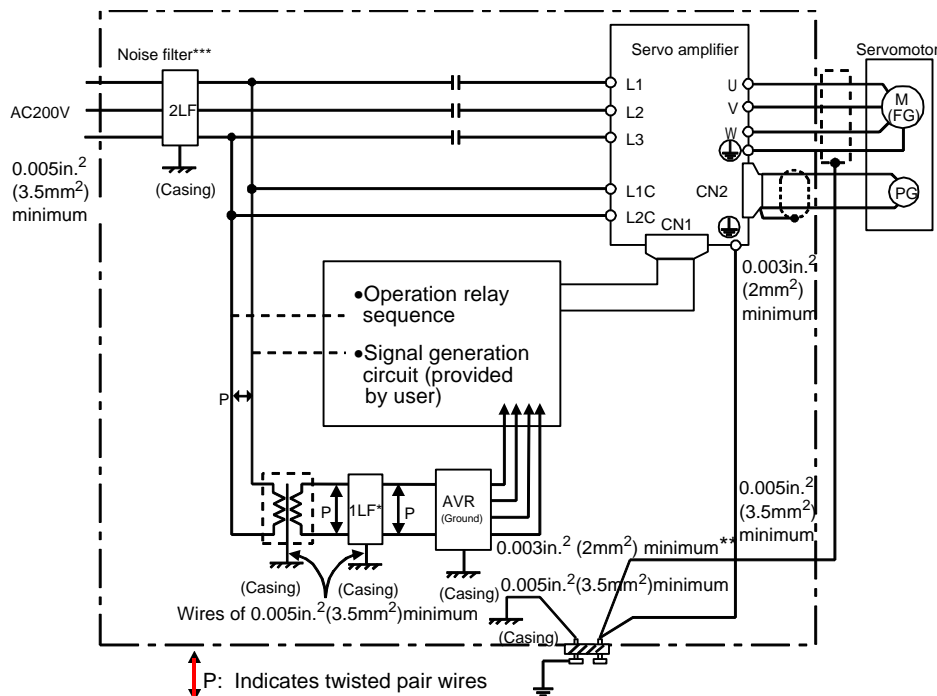 Noise filter***
2LF
AC200V
0.005in.2
(3.5mm2)
minimum
(Casing)
Servo amplifier
L1
L2
L3
L1C
L2C
U
V
W
CN2
CN1
Servomotor
M
(FG)
PG
0.003in.2
(2mm2)
minimum
•Operation relay
sequence
•Signal generation
circuit (provided
by user)
P
P
1LF*
P
AVR
(Ground)
0.005in.2
(3.5mm2)
minimum
0.003in.2 (2mm2) minimum**
(Casing)
(Casing)
(Casing)
0.005in.2(3.5mm2)minimum
Wires of 0.005in.2(3.5mm2)minimum
(Casing)
P: Indicates twisted pair wires